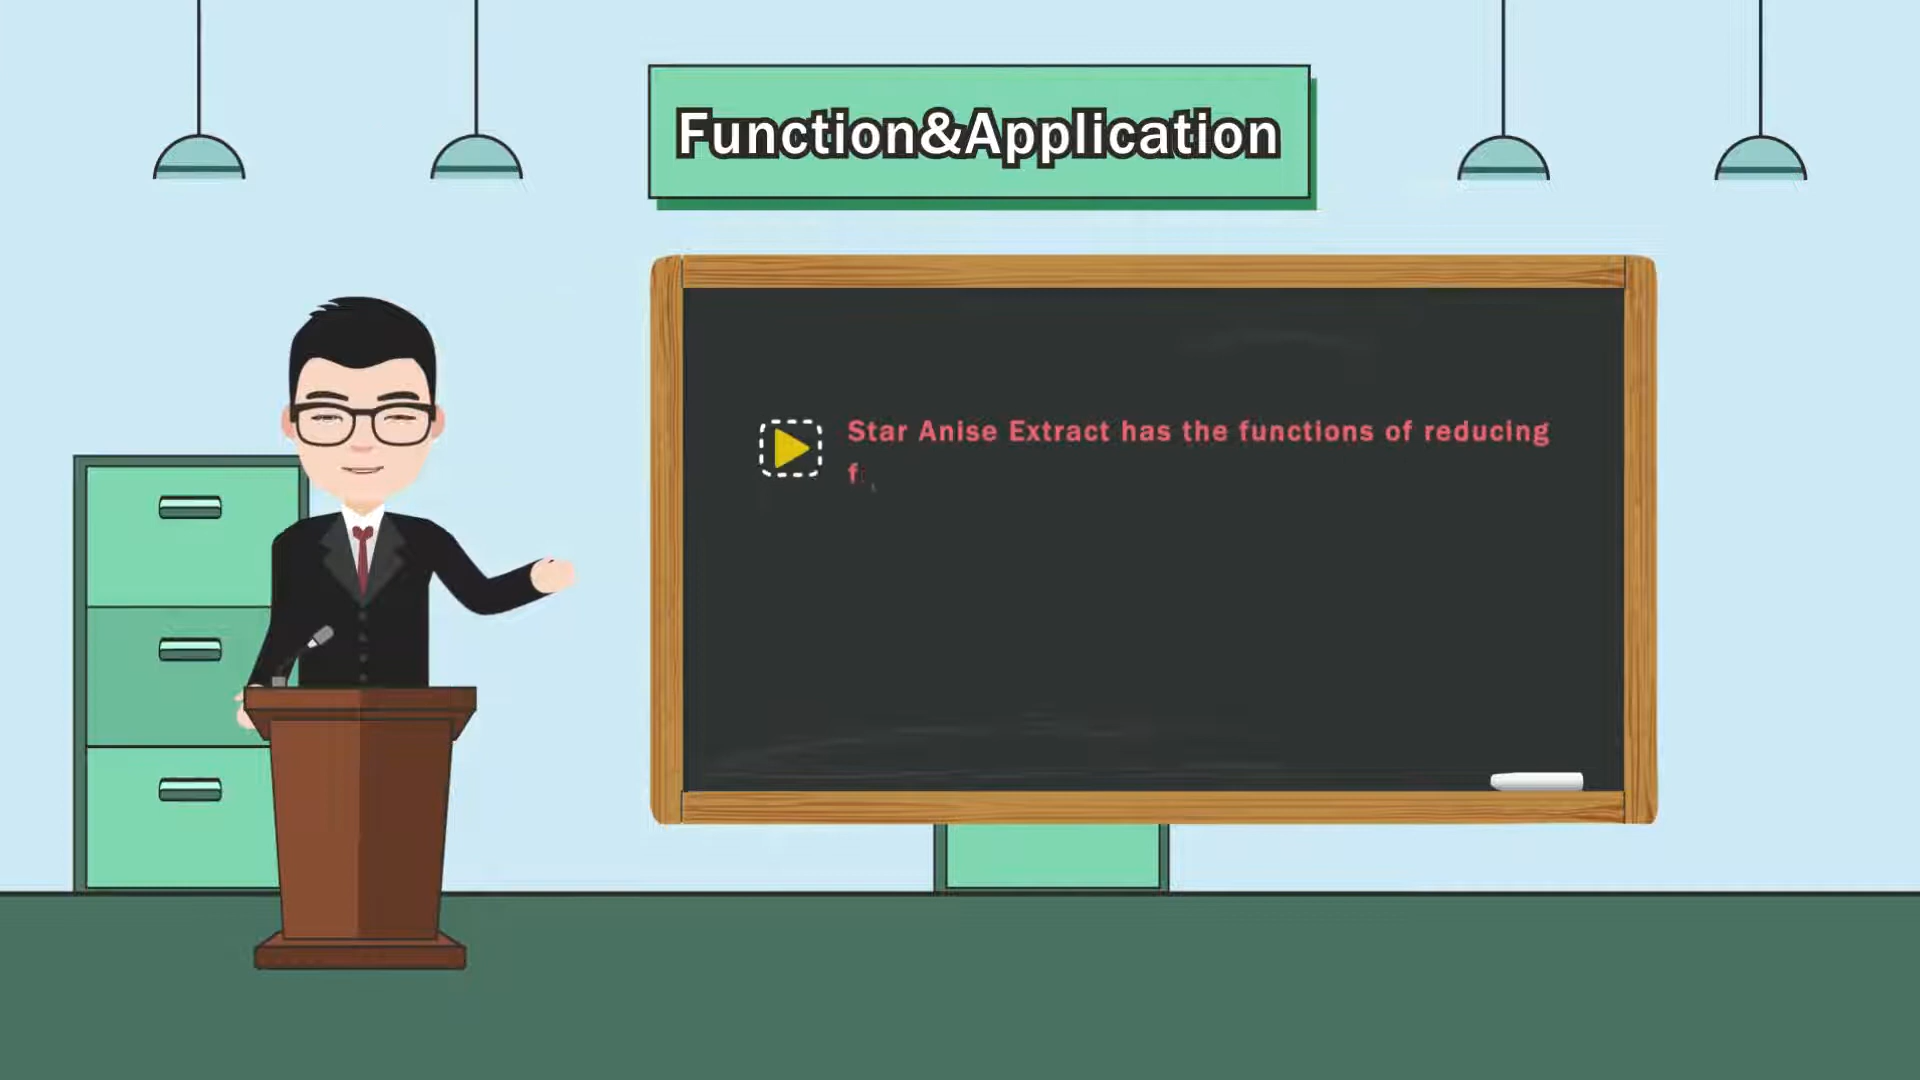 Function&Application
Star Anise Extract has the functions of reducing
f